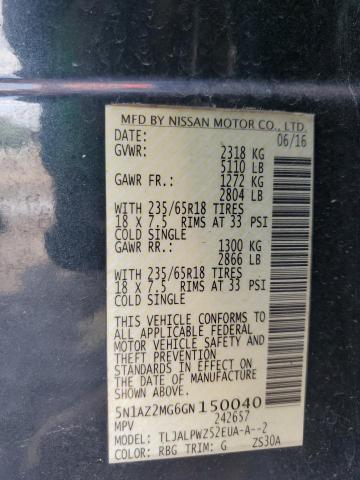 MFD BY NISSAN MOTOR CO., LTD.
DATE: 06/16
GVWR: 2318 KG
5110 LB
GAWR FR.: 1272 KG
2804 LB
WITH 235/65R18 TIRES
18 X 7.5 RIMS AT 33 PSI
COLD SINGLE
GAWR RR.: 1300 KG
2866 LB
WITH 235/65R18 TIRES
18 X 7.5 RIMS AT 33 PSI
COLD SINGLE
THIS VEHICLE CONFORMS TO
ALL APPLICABLE FEDERAL
MOTOR VEHICLE SAFETY AND
STANDARDS IN EFFECT ON
THE DATE OF MANUFACTURE
SHOWN ABOVE.
5N1AZ2MG6GN150040
MPV 242657
MODEL: TLJALPWZ52EUA-A--2
COLOR: RBG TRIM: G ZS30A